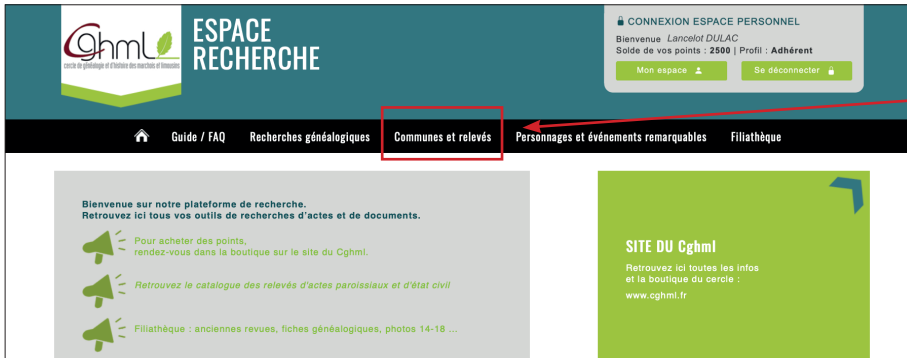 Cghml
cercle de généalogie et d'histoire des marchois et limousins
ESPACE
RECHERCHE
CONNEXION ESPACE PERSONNEL
Bienvenue Lancelot DULAC
Solde de vos points : 2500 | Profil : Adhérent
Mon espace
Se déconnecter
Guide / FAQ
Recherches généalogiques
Communes et relevés
Personnages et événements remarquables
Filiathèque
Bienvenue sur notre plateforme de recherche.
Retrouvez ici tous vos outils de recherches d'actes et de documents.
Pour acheter des points,
rendez-vous dans la boutique sur le site du Cghml.
Retrouvez le catalogue des relevés d'actes paroissiaux et d'état civil
Filiathèque : anciennes revues, fiches généalogiques, photos 14-18 ...
SITE DU Cghml
Retrouvez ici toutes les infos
et la boutique du cercle :
www.cghml.fr